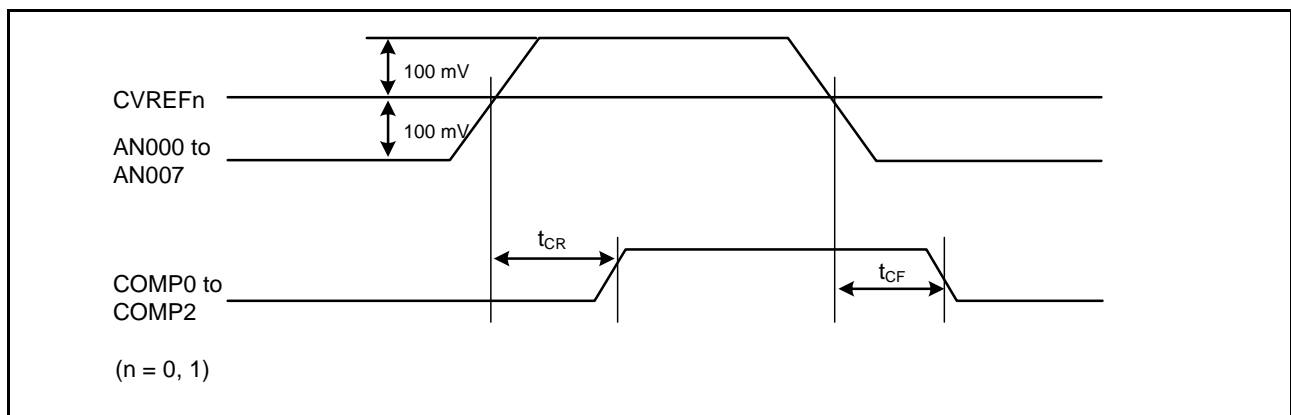 100 mV
CVREFn
100 mV
AN000 to
AN007
tCR
tCF
COMP0 to
COMP2
(n = 0, 1)